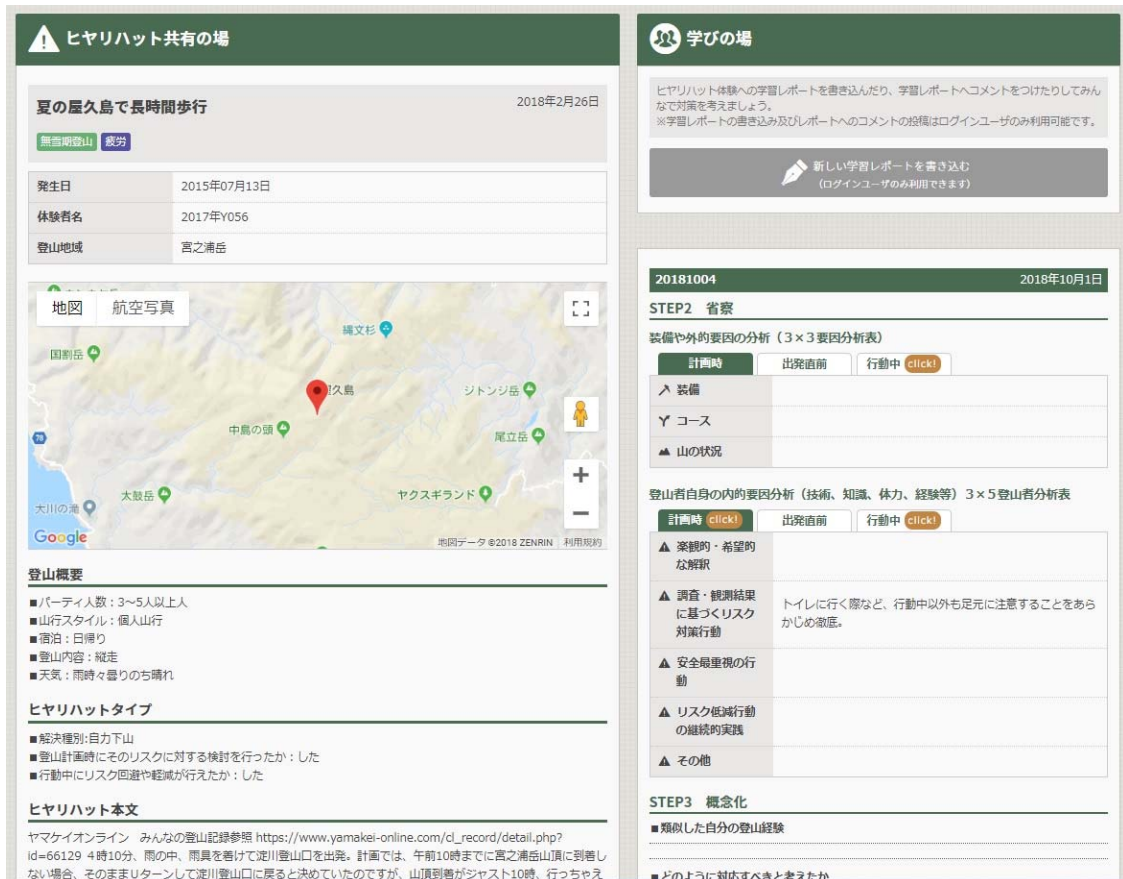 ヒヤリハット共有の場
夏の屋久島で長時間歩行
2018年2月26日
無雪期登山 疲労
発生日 2015年07月13日
体験者名 2017年Y056
登山地域 宮之浦岳
地図 航空写真
縄文杉
国割岳
屋久島
ジトンジ岳
中島の頭
尾立岳
78
太鼓岳
ヤクスギランド
大川の滝
Google
地図データ ©2018 ZENRIN 利用規約
登山概要
■パーティ人数：3～5人以上人
■山行スタイル：個人山行
■宿泊：日帰り
■登山内容：縦走
■天気：雨時々曇りのち晴れ
ヒヤリハットタイプ
■解決種別:自力下山
■登山計画時にそのリスクに対する検討を行ったか：した
■行動中にリスク回避や軽減が行えたか：した
ヒヤリハット本文
ヤマケイオンライン　みんなの登山記録参照 https://www.yamakei-online.com/cl_record/detail.php?
id=66129 ４時10分、雨の中、雨具を着けて淀川登山口を出発。計画では、午前10時までに宮之浦岳山頂に到着し
ない場合、そのままＵターンして淀川登山口に戻ると決めていたのですが、山頂到着がジャスト10時、行っちゃえ
学びの場
ヒヤリハット体験への学習レポートを書き込んだり、学習レポートへコメントをつけたりしてみん
なで対策を考えましょう。
※学習レポートの書き込み及びレポートへのコメントの投稿はログインユーザのみ利用可能です。
新しい学習レポートを書き込む
（ログインユーザのみ利用できます）
20181004 2018年10月1日
STEP2　省察
装備や外的要因の分析（３×３要因分析表）
計画時 出発直前 行動中 click!
装備
コース
山の状況
登山者自身の内的要因分析（技術、知識、体力、経験等）３×５登山者分析表
計画時 click! 出発直前 行動中 click!
楽観的・希望的
な解釈
調査・観測結果
に基づくリスク
対策行動
トイレに行く際など、行動中以外も足元に注意することをあら
かじめ徹底。
安全最重視の行
動
リスク低減行動
の継続的実践
その他
STEP3　概念化
■類似した自分の登山経験
■どのように対応すべきと考えたか